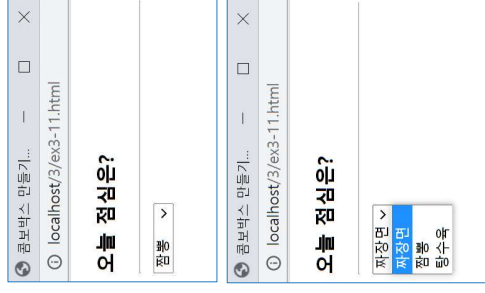 콤보박스 만들기...
localhost/3/ex3-11.html
오늘 점심은?
짬뽕
콤보박스 만들기...
localhost/3/ex3-11.html
오늘 점심은?
짜장면
짜장면
짬뽕
탕수육